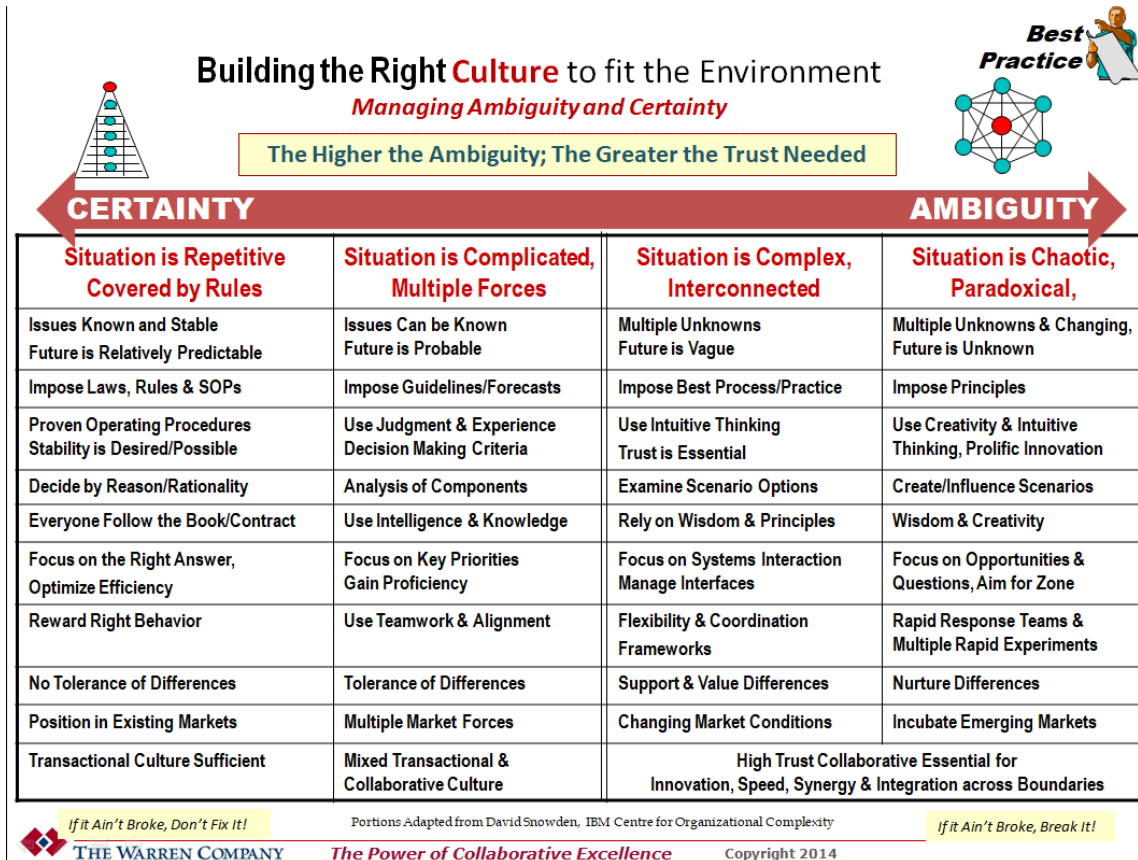 Best
Practice
Building the Right Culture to fit the Environment
Managing Ambiguity and Certainty
The Higher the Ambiguity; The Greater the Trust Needed
CERTAINTY
AMBIGUITY
Situation is Repetitive
Covered by Rules
Situation is Complicated,
Multiple Forces
Situation is Complex,
Interconnected
Situation is Chaotic,
Paradoxical,
Issues Known and Stable
Future is Relatively Predictable
Issues Can be Known
Future is Probable
Multiple Unknowns
Future is Vague
Multiple Unknowns & Changing,
Future is Unknown
Impose Laws, Rules & SOPs
Impose Guidelines/Forecasts
Impose Best Process/Practice
Impose Principles
Proven Operating Procedures
Stability is Desired/Possible
Use Judgment & Experience
Decision Making Criteria
Use Intuitive Thinking
Trust is Essential
Use Creativity & Intuitive
Thinking, Prolific Innovation
Decide by Reason/Rationality
Analysis of Components
Examine Scenario Options
Create/Influence Scenarios
Everyone Follow the Book/Contract
Use Intelligence & Knowledge
Rely on Wisdom & Principles
Wisdom & Creativity
Focus on the Right Answer,
Optimize Efficiency
Focus on Key Priorities
Gain Proficiency
Focus on Systems Interaction
Manage Interfaces
Focus on Opportunities &
Questions, Aim for Zone
Reward Right Behavior
Use Teamwork & Alignment
Flexibility & Coordination
Frameworks
Rapid Response Teams &
Multiple Rapid Experiments
No Tolerance of Differences
Tolerance of Differences
Support & Value Differences
Nurture Differences
Position in Existing Markets
Multiple Market Forces
Changing Market Conditions
Incubate Emerging Markets
Transactional Culture Sufficient
Mixed Transactional &
Collaborative Culture
High Trust Collaborative Essential for
Innovation, Speed, Synergy & Integration across Boundaries
If it Ain't Broke, Don't Fix It!
Portions Adapted from David Snowden, IBM Centre for Organizational Complexity
If it Ain't Broke, Break It!
THE WARREN COMPANY
The Power of Collaborative Excellence
Copyright 2014